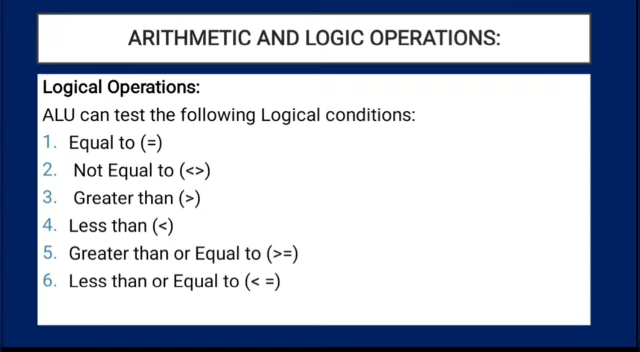 ARITHMETIC AND LOGIC OPERATIONS:
Logical Operations:
ALU can test the following Logical conditions:
1. Equal to (=)
2. Not Equal to (<>)
3. Greater than (>)
4. Less than (<)
5. Greater than or Equal to (>=)
6. Less than or Equal to (< =)